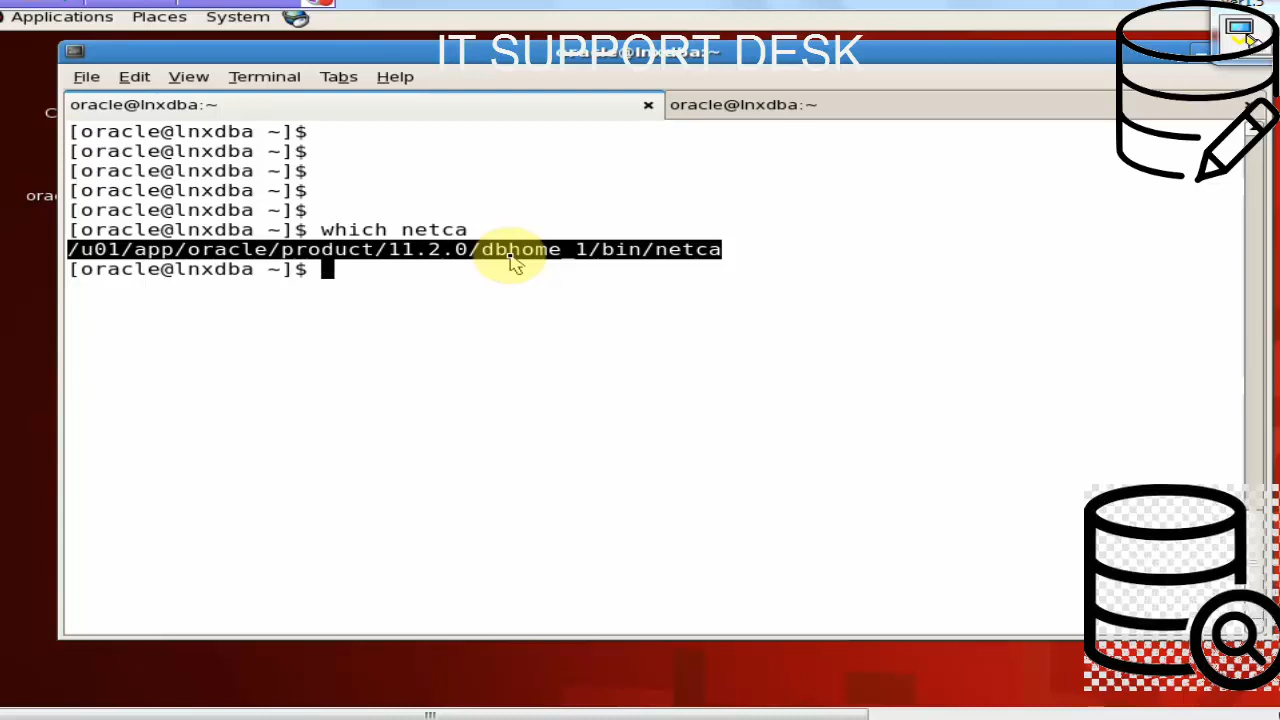 Applications Places System
IT SUPPORT DESK
oracle@lnxdba:~
File Edit View Terminal Tabs Help
oracle@lnxdba:~ oracle@lnxdba:~
[oracle@lnxdba ~]$
[oracle@lnxdba ~]$
[oracle@lnxdba ~]$
[oracle@lnxdba ~]$
[oracle@lnxdba ~]$
[oracle@lnxdba ~]$ which netca
/u01/app/oracle/product/11.2.0/dbhome_1/bin/netca
[oracle@lnxdba ~]$